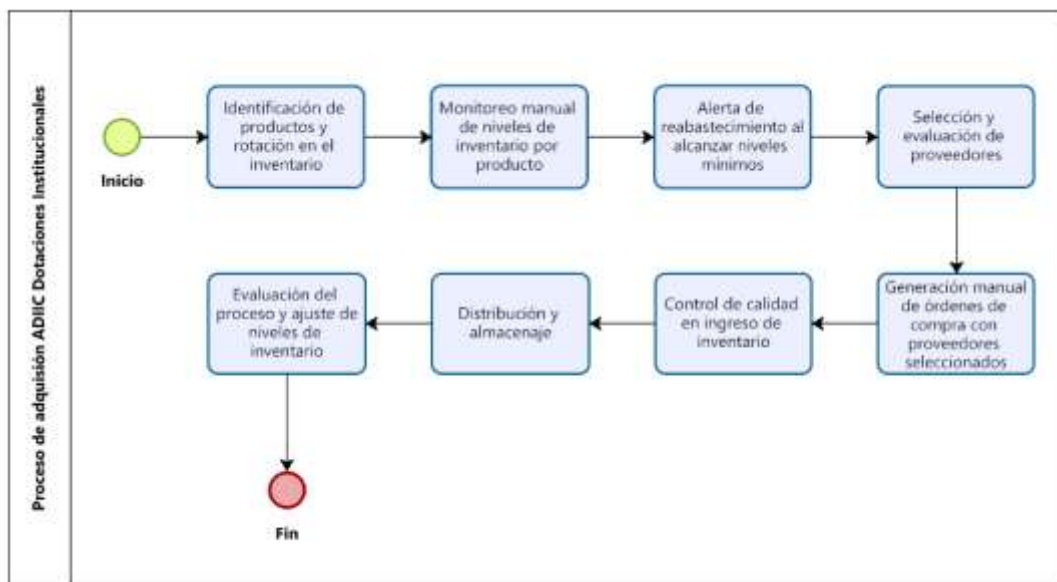 Proceso de adquisición ADIIC Dotaciones Institucionales
Inicio
Identificación de
productos y
rotación en el
inventario
Monitoreo manual
de niveles de
inventario por
producto
Alerta de
reabastecimiento al
alcanzar niveles
mínimos
Selección y
evaluación de
proveedores
Generación manual
de órdenes de
compra con
proveedores
seleccionados
Control de calidad
en ingreso de
inventario
Distribución y
almacenaje
Evaluación del
proceso y ajuste de
niveles de
inventario
Fin